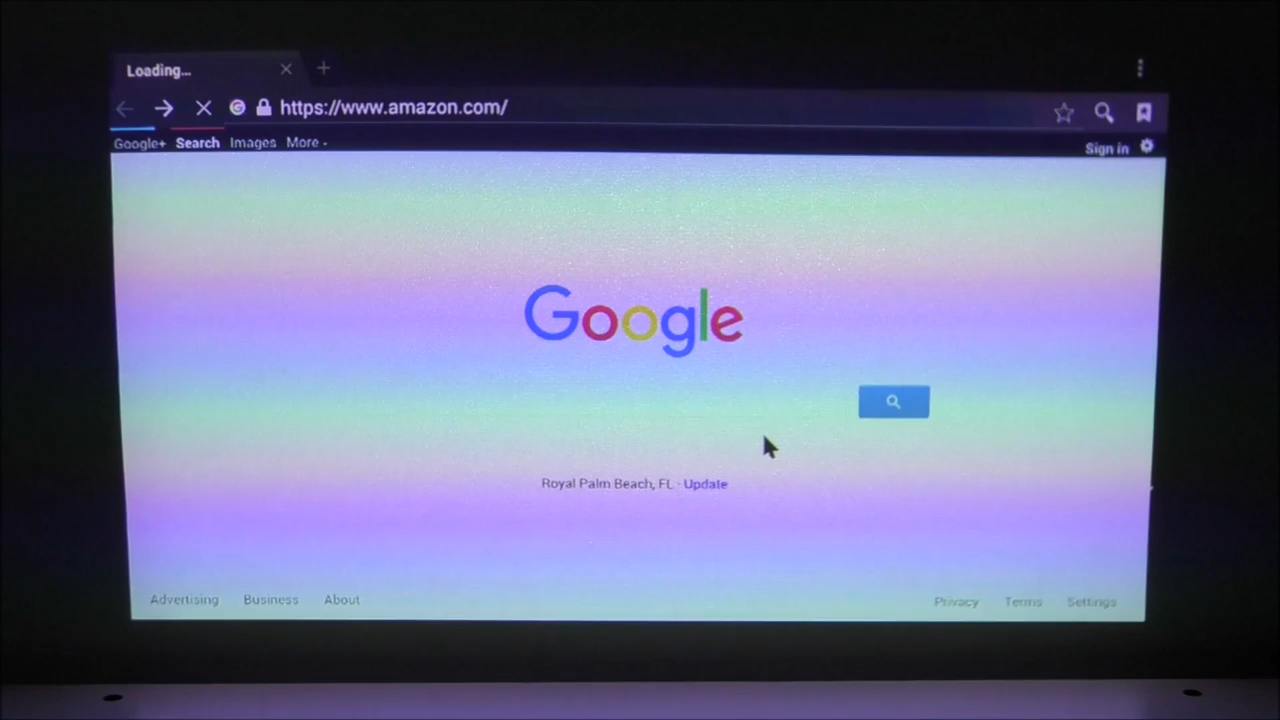 Loading...
https://www.amazon.com/
Google+ Search Images More Sign in
Google
Royal Palm Beach, FL - Update
Advertising Business About Privacy Terms Settings